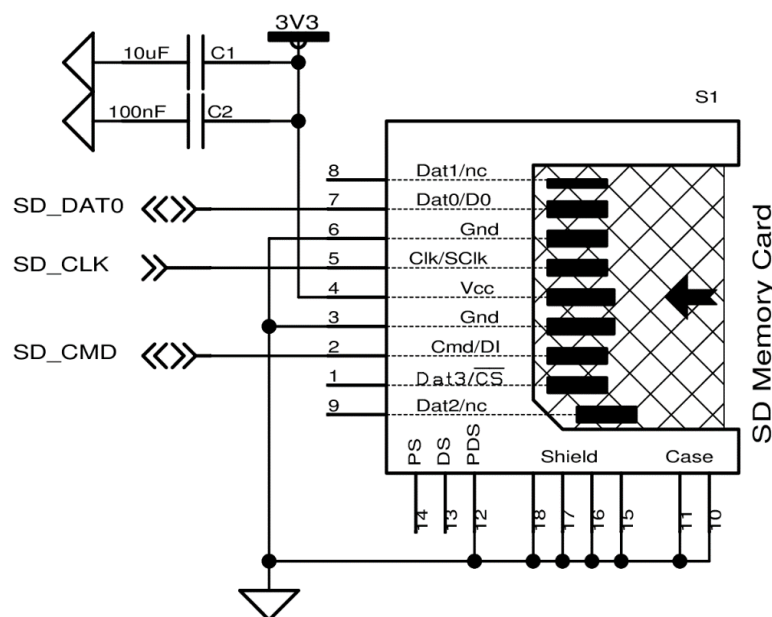 3V3
10uF C1
100nF C2
S1
8 Dat1/nc
SD_DAT0 7 Dat0/D0
6 Gnd
SD_CLK 5 Clk/SClk
4 Vcc
3 Gnd
SD_CMD 2 Cmd/DI
1 Dat3/CS
9 Dat2/nc
SD Memory Card
PS DS PDS Shield Case
14 13 12 18 17 16 15 11 10